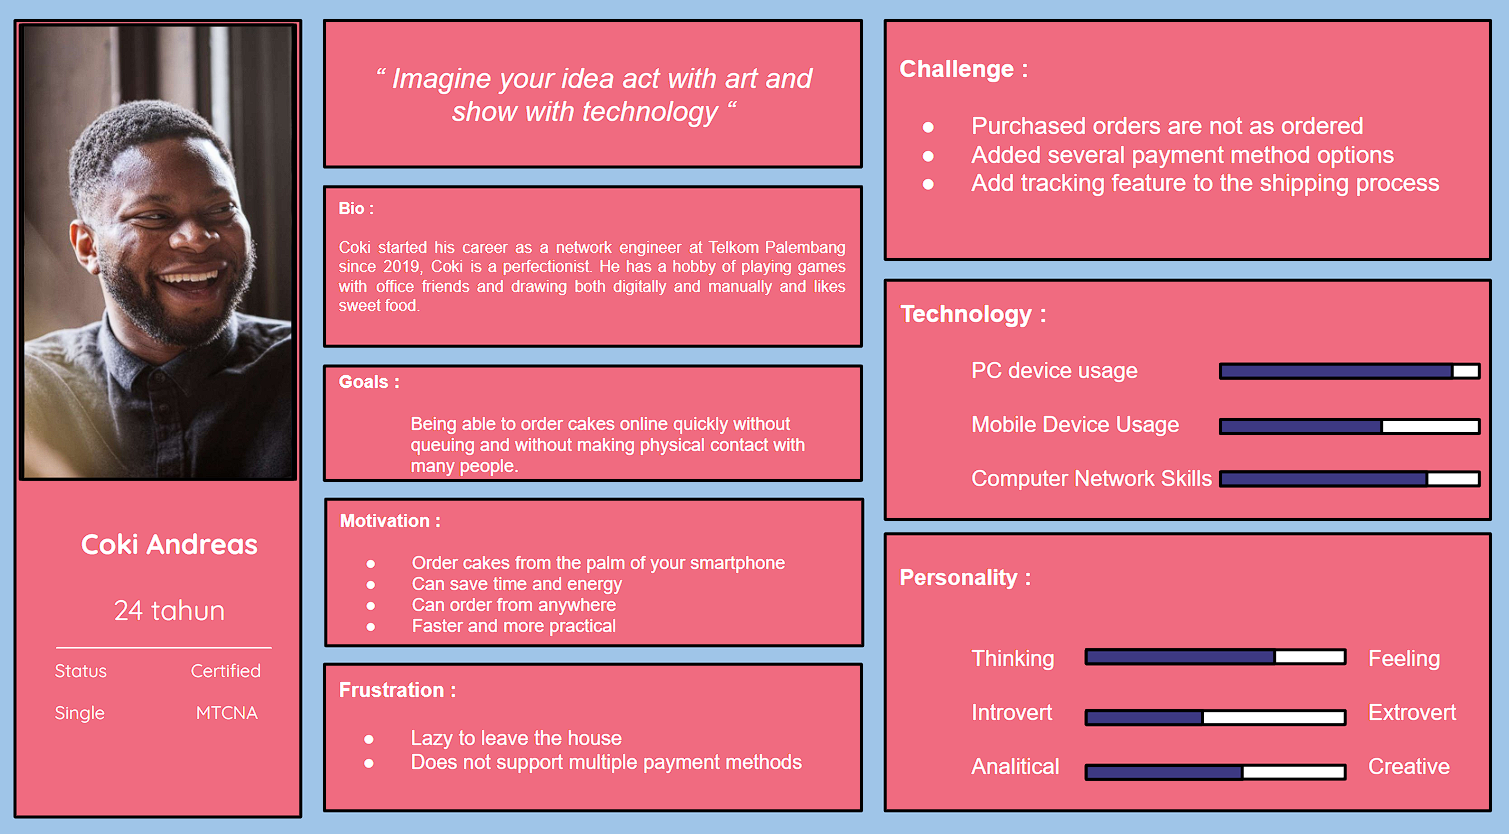 Coki Andreas
24 tahun
Status Certified
Single MTCNA
“ Imagine your idea act with art and
show with technology “
Bio :
Coki started his career as a network engineer at Telkom Palembang
since 2019, Coki is a perfectionist. He has a hobby of playing games
with office friends and drawing both digitally and manually and likes
sweet food.
Goals :
Being able to order cakes online quickly without
queuing and without making physical contact with
many people.
Motivation :
● Order cakes from the palm of your smartphone
● Can save time and energy
● Can order from anywhere
● Faster and more practical
Frustration :
● Lazy to leave the house
● Does not support multiple payment methods
Challenge :
● Purchased orders are not as ordered
● Added several payment method options
● Add tracking feature to the shipping process
Technology :
PC device usage
Mobile Device Usage
Computer Network Skills
Personality :
Thinking Feeling
Introvert Extrovert
Analitical Creative